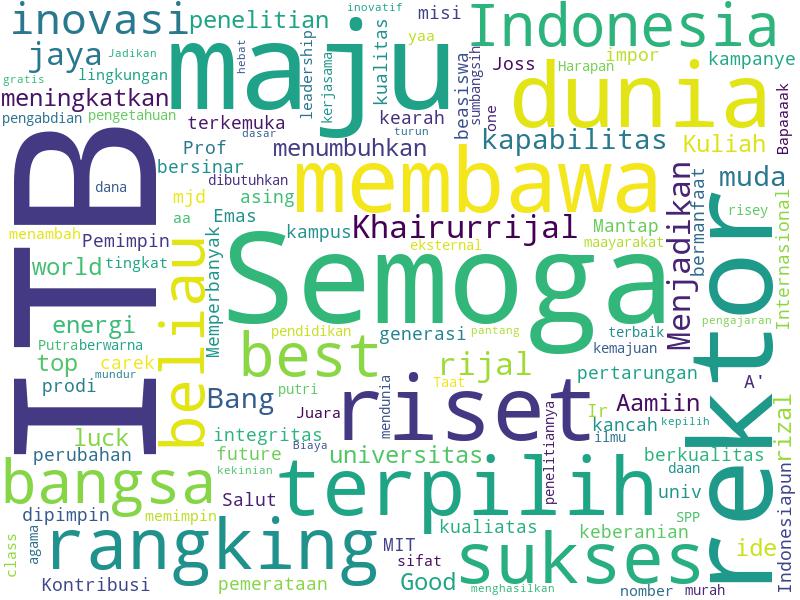 inovasi
penelitian
inovatif
misi
Indonesia
jaya
Jadikan
hebat
maju
leadership
kerjasama
kualitas
yaa
beasiswa
sumbangsih
Joss
Harapan
impor
kampanye
gratis
lingkungan
meningkatkan
pengabdian
pengetahuan
terkemuka
dasar
kearah
turun
one
dunia
Bapaaaak
Prof
bersinar
menumbuhkan
kapabilitas
Kuliah
ITB
dana
dibutuhkan
membawa
Menjadikan
bermanfaat
muda
mjd
asing
aa
Emas
kampus
Khairurrijal
Mantap
risey
menambah
Pemimpin
beliau
Memperbanyak
eksternal
maayarakat
rektor
Internasional
world
tingkat
Semoga
energi
pendidikan
generasi
pantang
terbaik
pengajaran
Putraberwarna
best
kemajuan
top
carek
rijal
pertarungan
mundur
prodi
Bang
putri
mendunia
Taat
A'
Juara
riset
penelitiannya
Ir
Aamiin
rizal
luck
integritas
Biaya
kancah
kepilih
ilmu
perubahan
future
universitas
berkualitas
bangsa
kekinian
terpilih
daan
Salut
univ
Indonesiapun
dipimpin
memimpin
kualiatas
SPP
class
agama
rangking
MIT
keberanian
ide
sifat
sukses
Kontribusi
pemerataan
Good
menghasilkan
nomber
murah